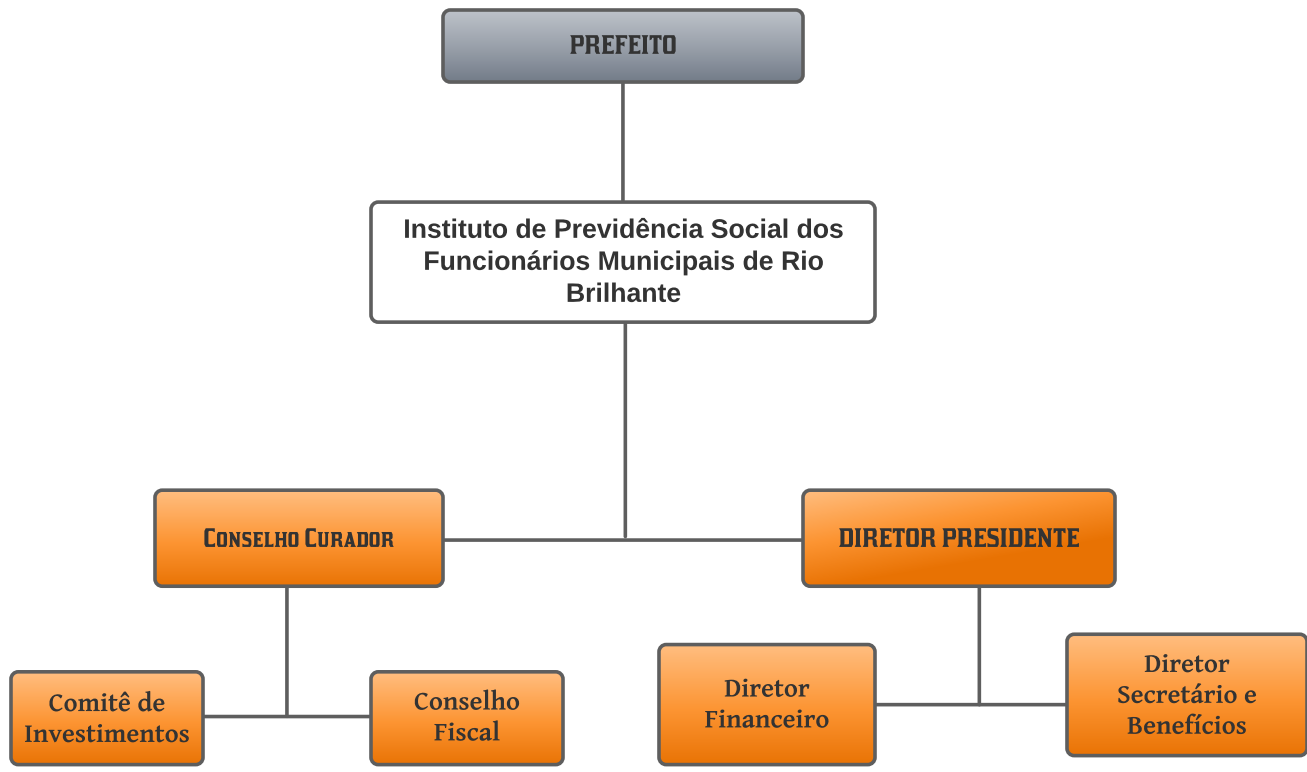 PREFEITO
Instituto de Previdência Social dos
Funcionários Municipais de Rio
Brilhante
Conselho Curador
DIRETOR PRESIDENTE
Comitê de
Investimentos
Conselho
Fiscal
Diretor
Financeiro
Diretor
Secretário e
Benefícios